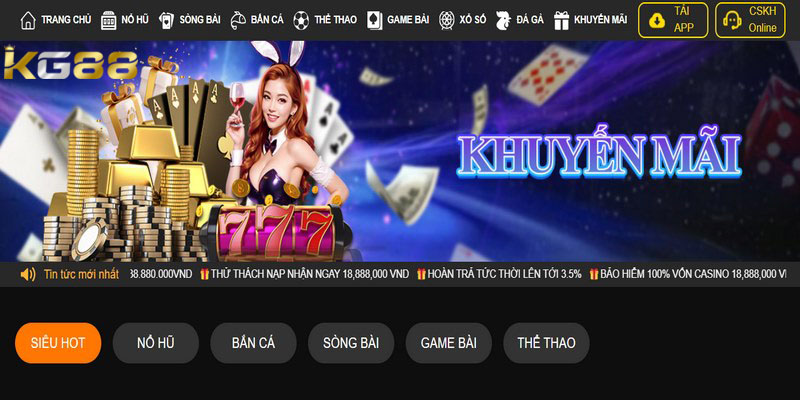 TRANG CHỦ NỔ HŨ SÒNG BÀI BẮN CÁ THỂ THAO GAME BÀI XỔ SỐ ĐÁ GÀ KHUYẾN MÃI
TẢI APP
CSKH Online
KG88
KHUYẾN MÃI
777
Tin tức mới nhất 38.880.000VND THỬ THÁCH NẠP NHẬN NGAY 18,888,000 VND HOÀN TRẢ TỨC THỜI LÊN TỚI 3.5% BẢO HIỂM 100% VỐN CASINO 18,888,000 V
SIÊU HOT NỔ HŨ BẮN CÁ SÒNG BÀI GAME BÀI THỂ THAO